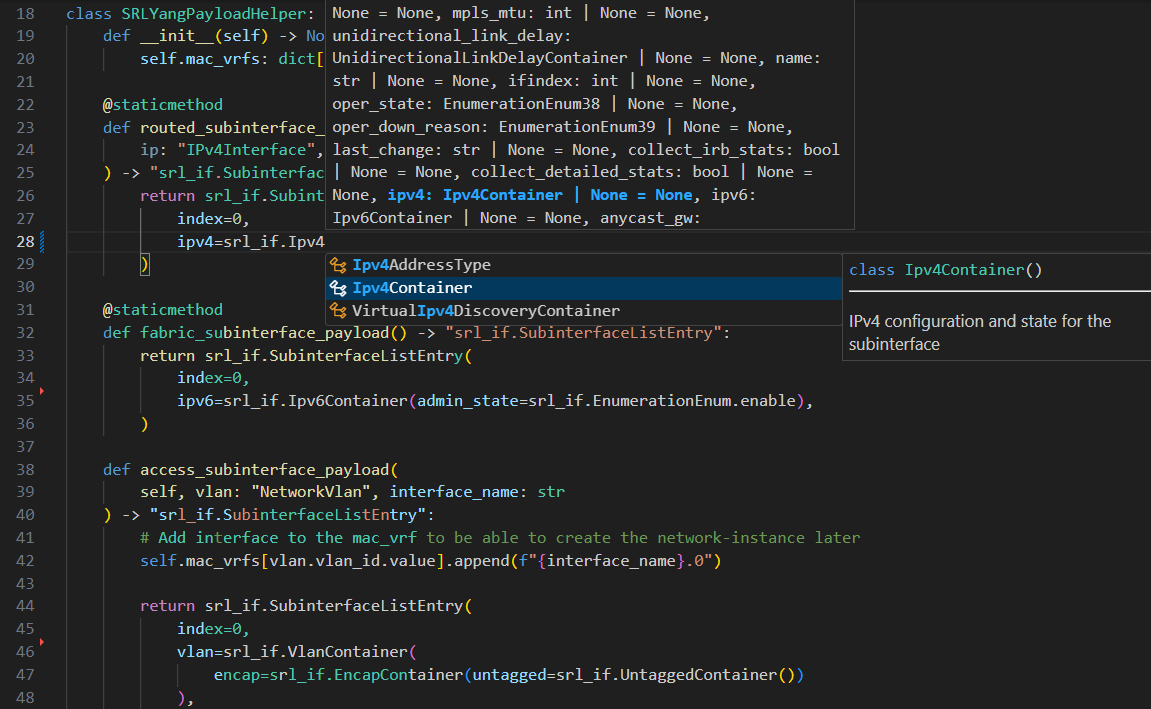 18 class SRLYangPayloadHelper:
19 def __init__(self) -> No
20 self.mac_vrfs: dict[
21
22 @staticmethod
23 def routed_subinterface_
24 ip: "IPv4Interface",
25 ) -> "srl_if.Subinterfac
26 return srl_if.Subint
27 index=0,
28 ipv4=srl_if.Ipv4
29 )
30
31 @staticmethod
32 def fabric_subinterface_payload() -> "srl_if.SubinterfaceListEntry":
33 return srl_if.SubinterfaceListEntry(
34 index=0,
35 ipv6=srl_if.Ipv6Container(admin_state=srl_if.EnumerationEnum.enable),
36 )
37
38 def access_subinterface_payload(
39 self, vlan: "NetworkVlan", interface_name: str
40 ) -> "srl_if.SubinterfaceListEntry":
41 # Add interface to the mac_vrf to be able to create the network-instance later
42 self.mac_vrfs[vlan.vlan_id.value].append(f"{interface_name}.0")
43
44 return srl_if.SubinterfaceListEntry(
45 index=0,
46 vlan=srl_if.VlanContainer(
47 encap=srl_if.EncapContainer(untagged=srl_if.UntaggedContainer())
48 ),
None = None, mpls_mtu: int | None = None,
unidirectional_link_delay:
UnidirectionalLinkDelayContainer | None = None, name:
str | None = None, ifindex: int | None = None,
oper_state: EnumerationEnum38 | None = None,
oper_down_reason: EnumerationEnum39 | None = None,
last_change: str | None = None, collect_irb_stats: bool
| None = None, collect_detailed_stats: bool | None =
None, ipv4: Ipv4Container | None = None, ipv6:
Ipv6Container | None = None, anycast_gw:
Ipv4AddressType
Ipv4Container
VirtualIpv4DiscoveryContainer
class Ipv4Container()
IPv4 configuration and state for the
subinterface